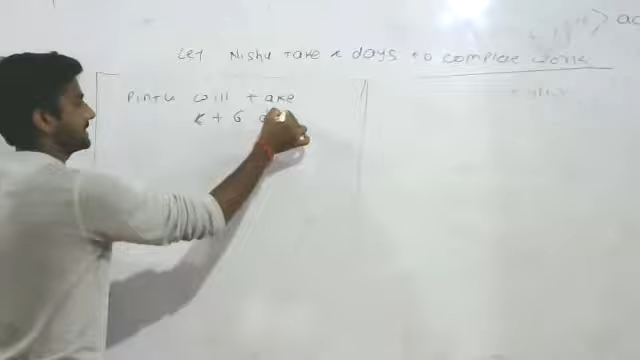 Let Nishu take x days to complete work
Pintu will take
x + 6 d